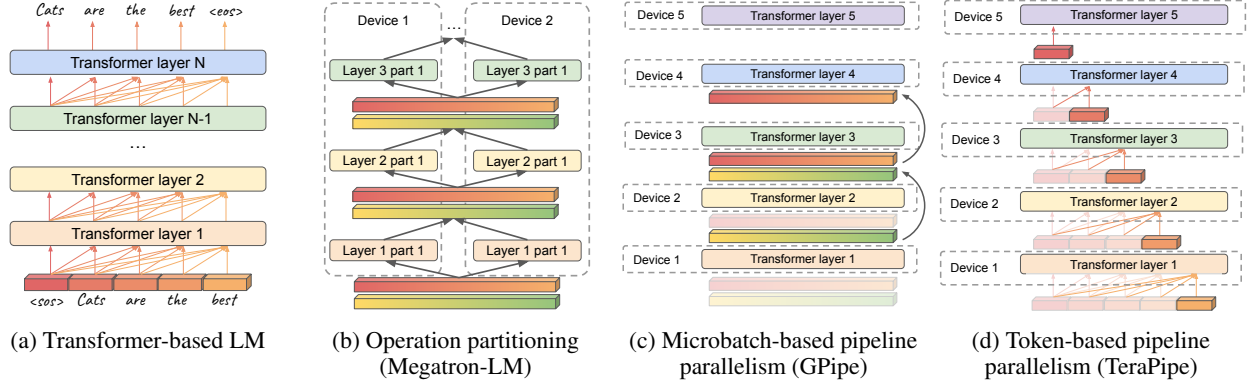 Cats are the best <eos>
Transformer layer N
Transformer layer N-1
...
Transformer layer 2
Transformer layer 1
<sos> Cats are the best
(a) Transformer-based LM
Device 1 Device 2
...
Layer 3 part 1 Layer 3 part 1
Layer 2 part 1 Layer 2 part 1
Layer 1 part 1 Layer 1 part 1
(b) Operation partitioning
(Megatron-LM)
Device 5 Transformer layer 5
Device 4 Transformer layer 4
Device 3 Transformer layer 3
Device 2 Transformer layer 2
Device 1 Transformer layer 1
(c) Microbatch-based pipeline
parallelism (GPipe)
Device 5 Transformer layer 5
Device 4 Transformer layer 4
Device 3 Transformer layer 3
Device 2 Transformer layer 2
Device 1 Transformer layer 1
(d) Token-based pipeline
parallelism (TeraPipe)